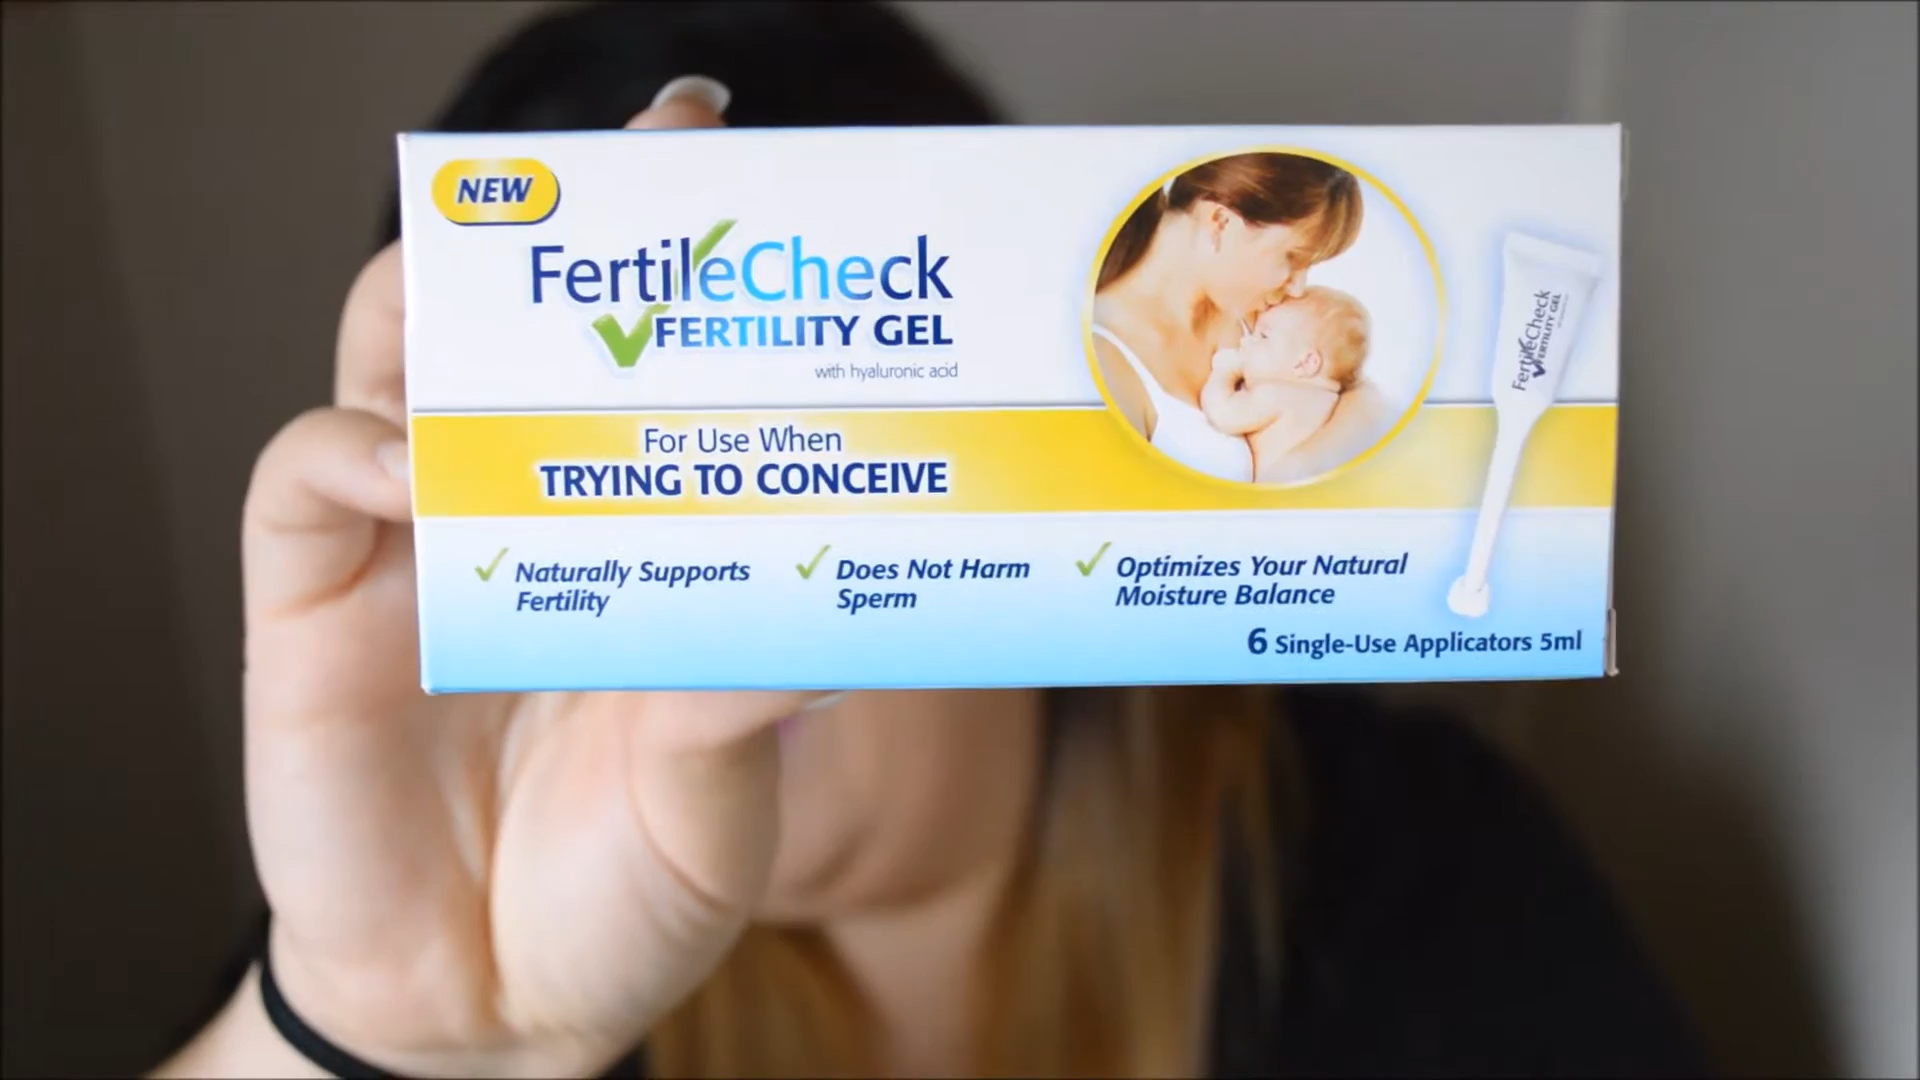 NEW
FertileCheck
FERTILITY GEL
with hyaluronic acid
For Use When
TRYING TO CONCEIVE
Naturally Supports
Fertility
Does Not Harm
Sperm
Optimizes Your Natural
Moisture Balance
6 Single-Use Applicators 5ml
FertileCheck
FERTILITY GEL